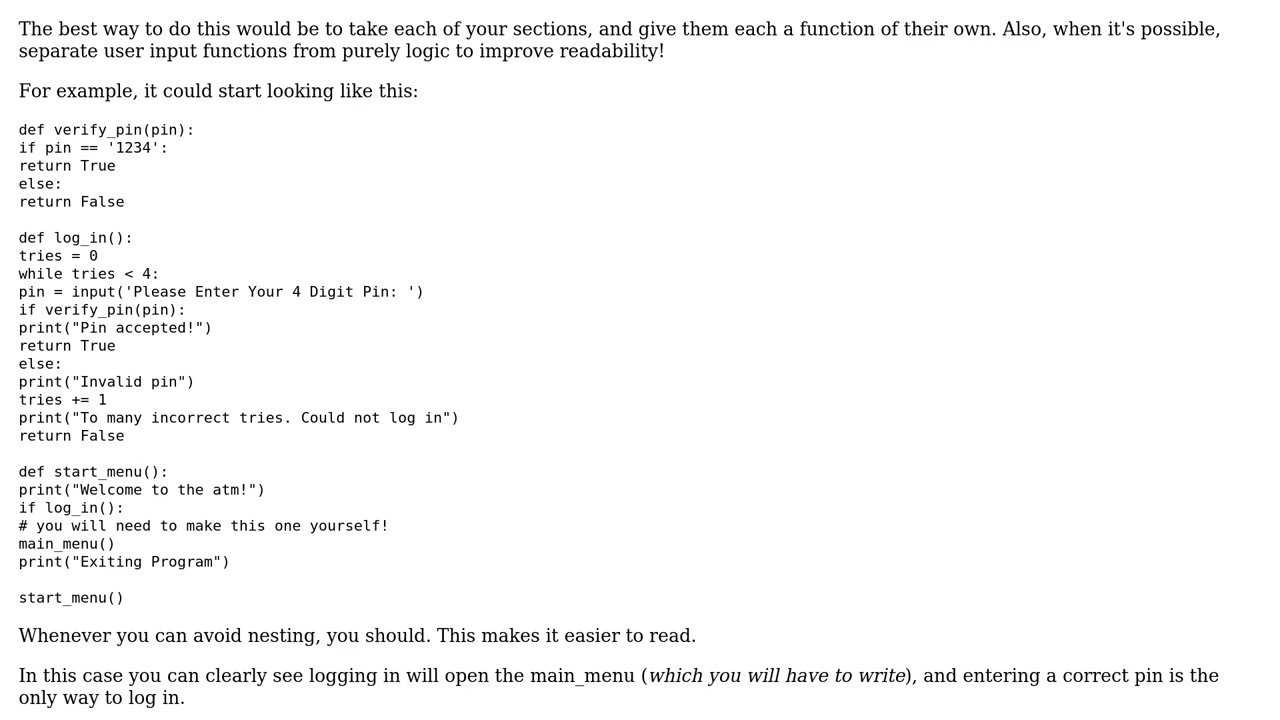 The best way to do this would be to take each of your sections, and give them each a function of their own. Also, when it's possible,
separate user input functions from purely logic to improve readability!
For example, it could start looking like this:
def verify_pin(pin):
if pin == '1234':
return True
else:
return False
def log_in():
tries = 0
while tries < 4:
pin = input('Please Enter Your 4 Digit Pin: ')
if verify_pin(pin):
print("Pin accepted!")
return True
else:
print("Invalid pin")
tries += 1
print("To many incorrect tries. Could not log in")
return False
def start_menu():
print("Welcome to the atm!")
if log_in():
# you will need to make this one yourself!
main_menu()
print("Exiting Program")
start_menu()
Whenever you can avoid nesting, you should. This makes it easier to read.
In this case you can clearly see logging in will open the main_menu (which you will have to write), and entering a correct pin is the
only way to log in.